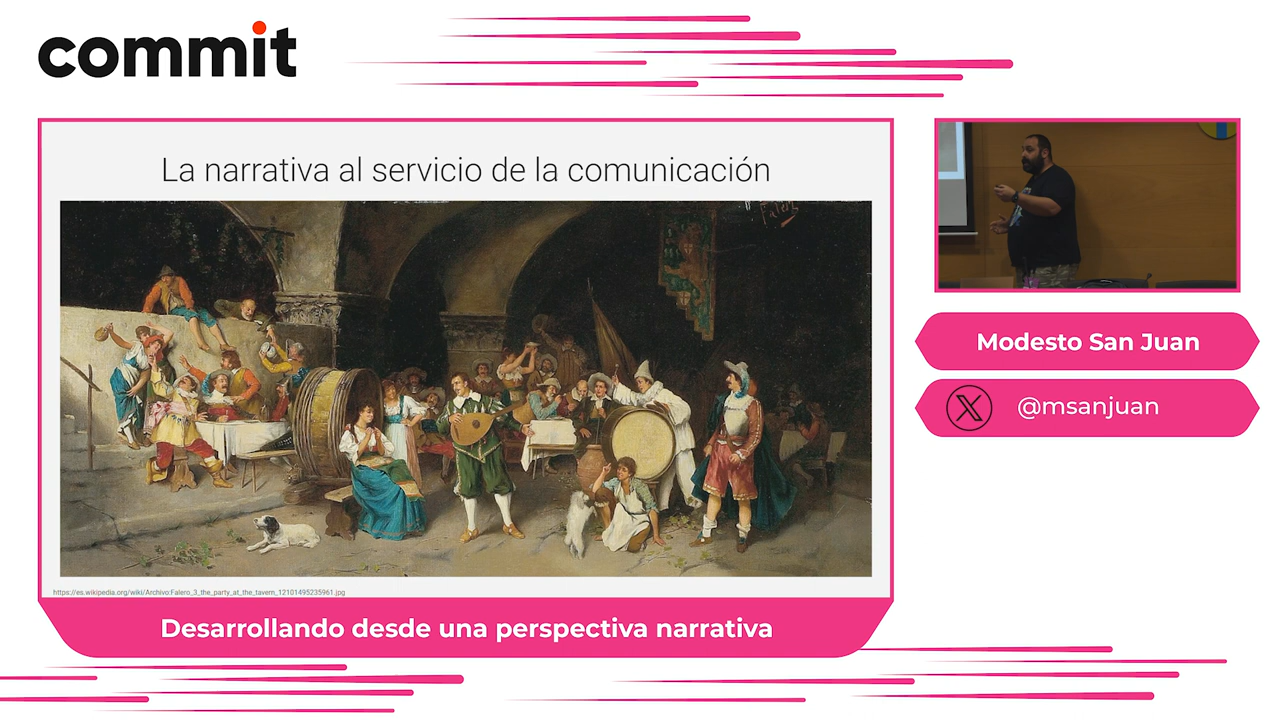 commit
La narrativa al servicio de la comunicación
https://es.wikipedia.org/wiki/Archivo:Falero_3_the_party_at_the_tavern_12101495235961.jpg
Desarrollando desde una perspectiva narrativa
Modesto San Juan
@msanjuan